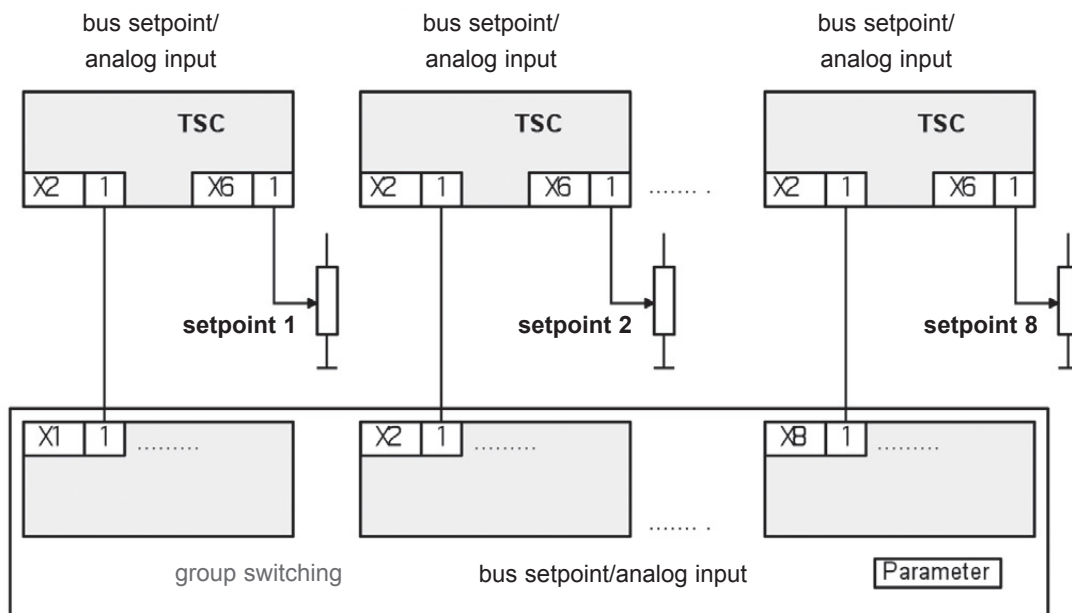 bus setpoint/ bus setpoint/ bus setpoint/
analog input analog input analog input
TSC TSC TSC
X2 1 X6 1 X2 1 X6 1 ....... . X2 1 X6 1
setpoint 1 setpoint 2 setpoint 8
X1 1 ......... X2 1 ......... X8 1 .........
....... .
group switching bus setpoint/analog input Parameter